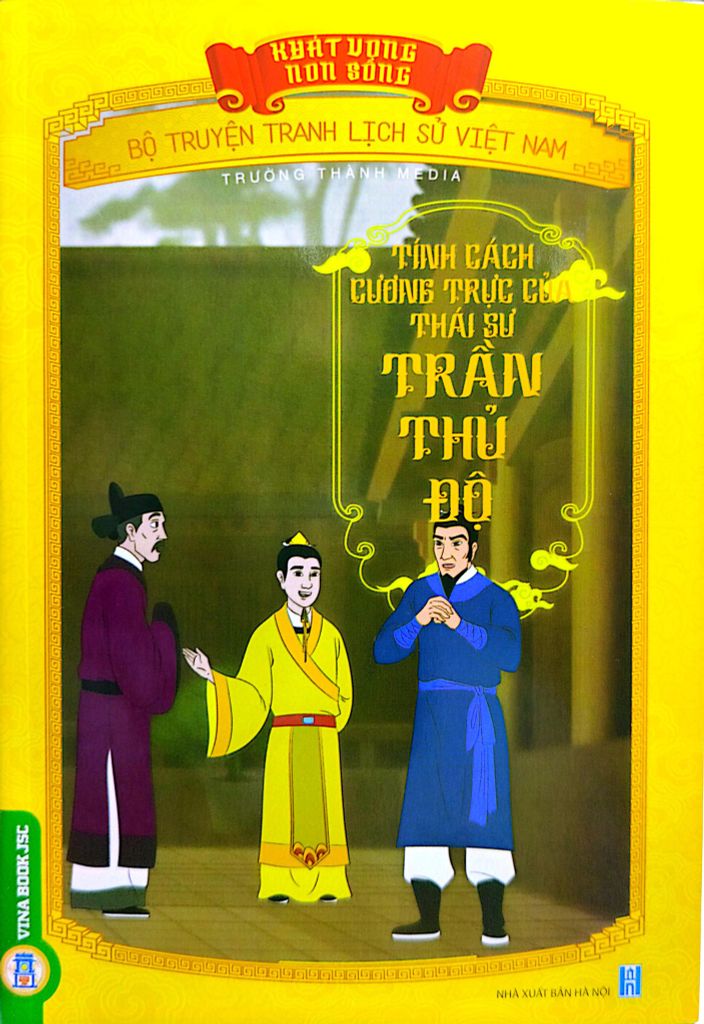 KHÁT VỌNG
NON SÔNG
BỘ TRUYỆN TRANH LỊCH SỬ VIỆT NAM
TRƯỜNG THÀNH MEDIA
TÍNH CÁCH
CƯƠNG TRỰC CỦA
THÁI SƯ
TRẦN
THỦ
ĐỘ
VINA BOOK JSC
NHÀ XUẤT BẢN HÀ NỘI